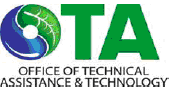 OTA
OFFICE OF TECHNICAL
ASSISTANCE & TECHNOLOGY